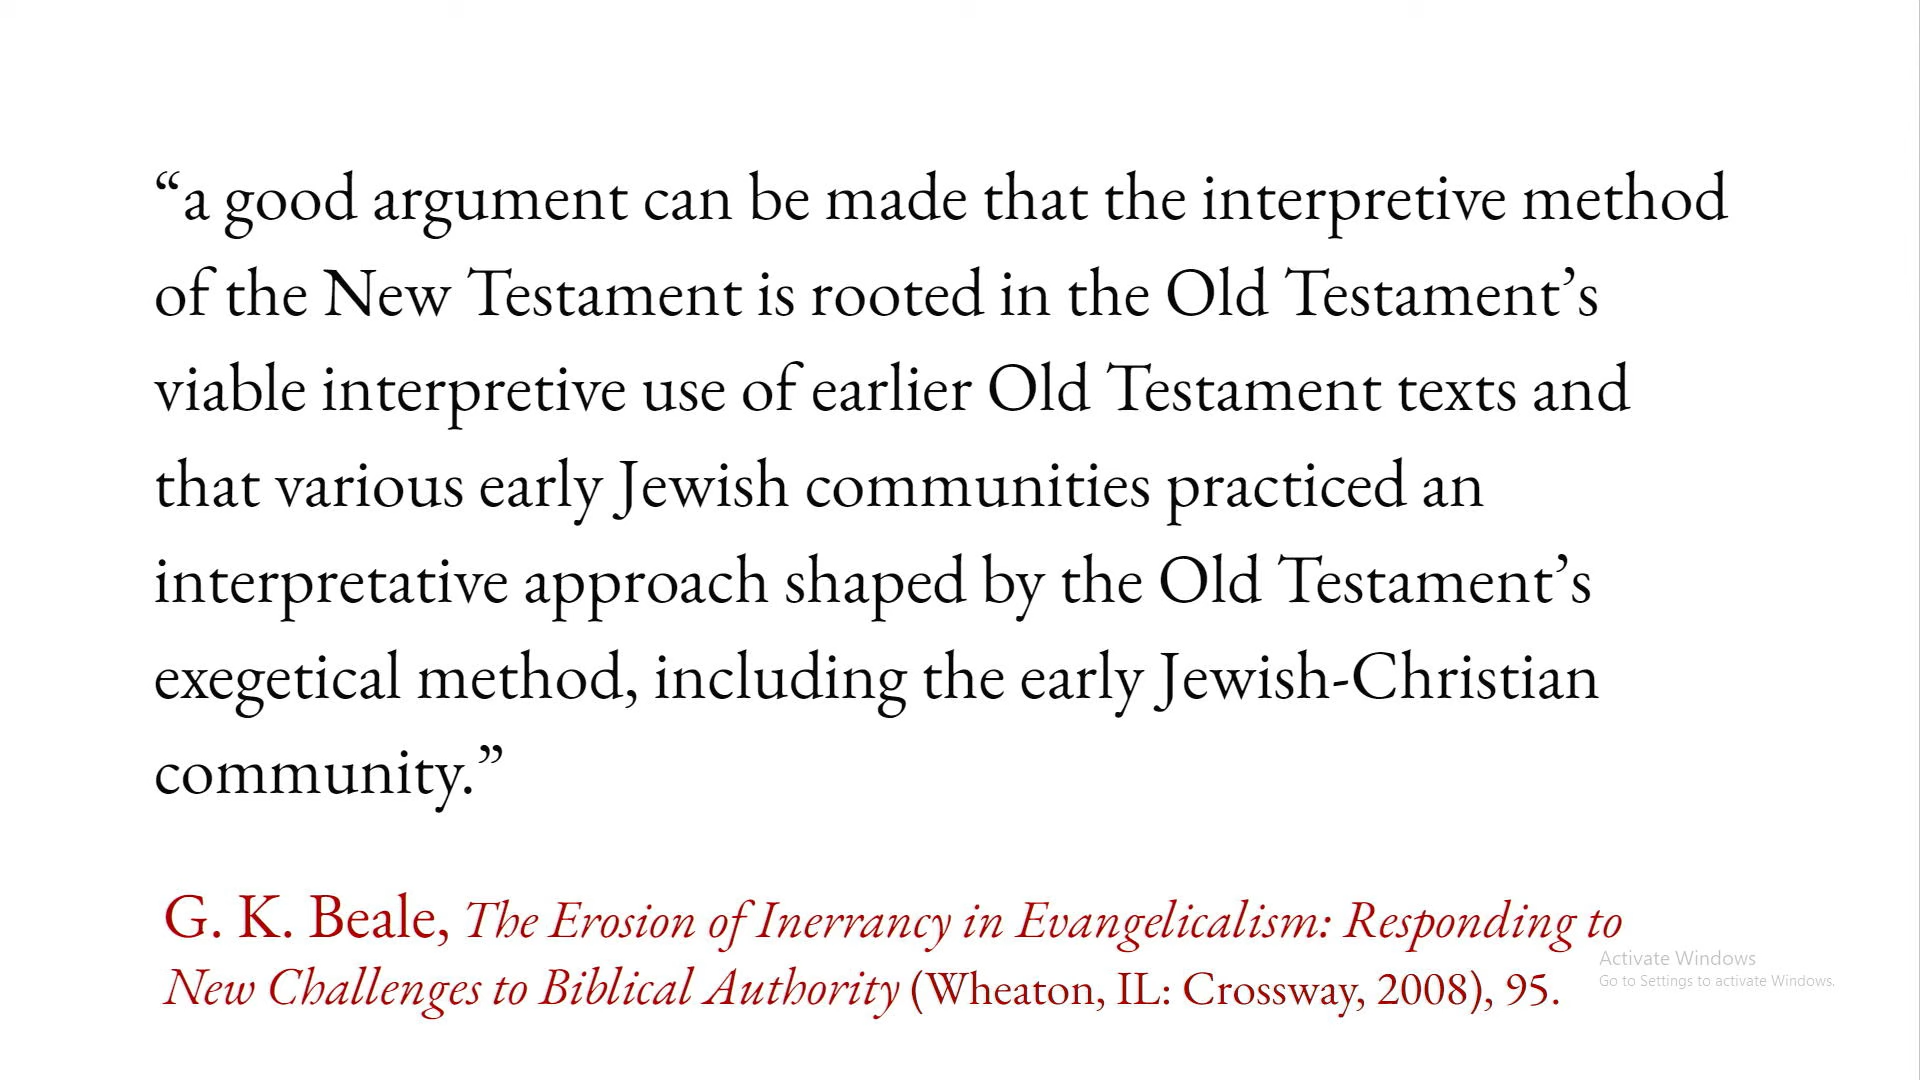 “a good argument can be made that the interpretive method
of the New Testament is rooted in the Old Testament’s
viable interpretive use of earlier Old Testament texts and
that various early Jewish communities practiced an
interpretative approach shaped by the Old Testament’s
exegetical method, including the early Jewish-Christian
community.”
G. K. Beale, The Erosion of Inerrancy in Evangelicalism: Responding to
New Challenges to Biblical Authority (Wheaton, IL: Crossway, 2008), 95.
Activate Windows
Go to Settings to activate Windows.